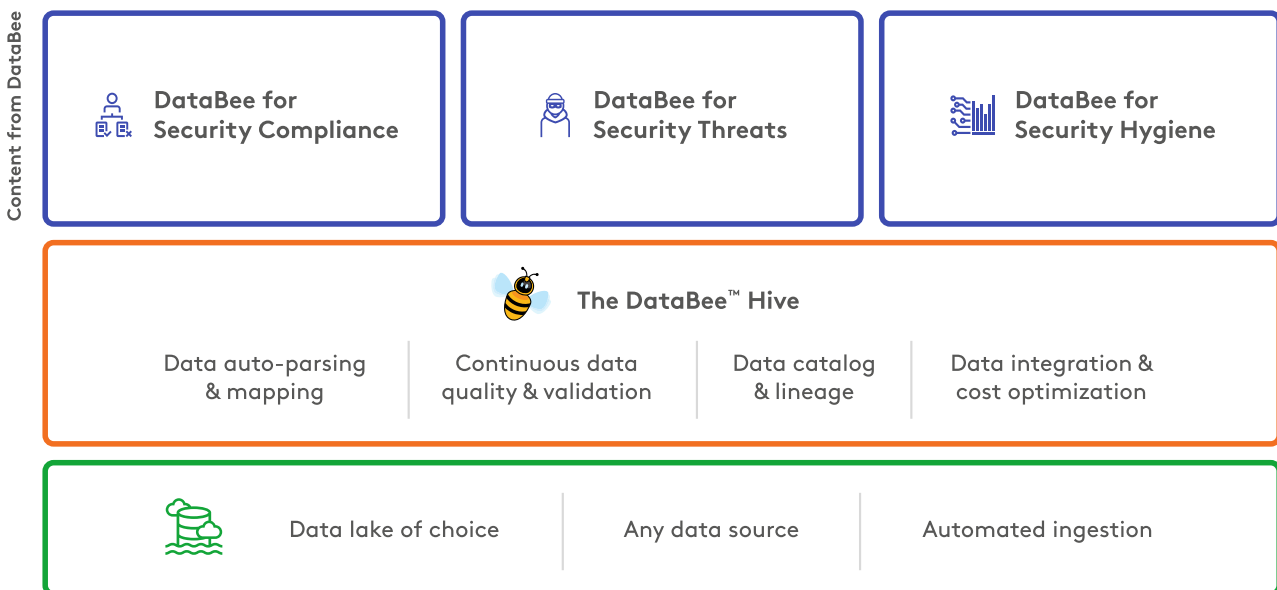 Content from DataBee
DataBee for
Security Compliance
DataBee for
Security Threats
DataBee for
Security Hygiene
The DataBee™ Hive
Data auto-parsing
& mapping
Continuous data
quality & validation
Data catalog
& lineage
Data integration &
cost optimization
Data lake of choice
Any data source
Automated ingestion